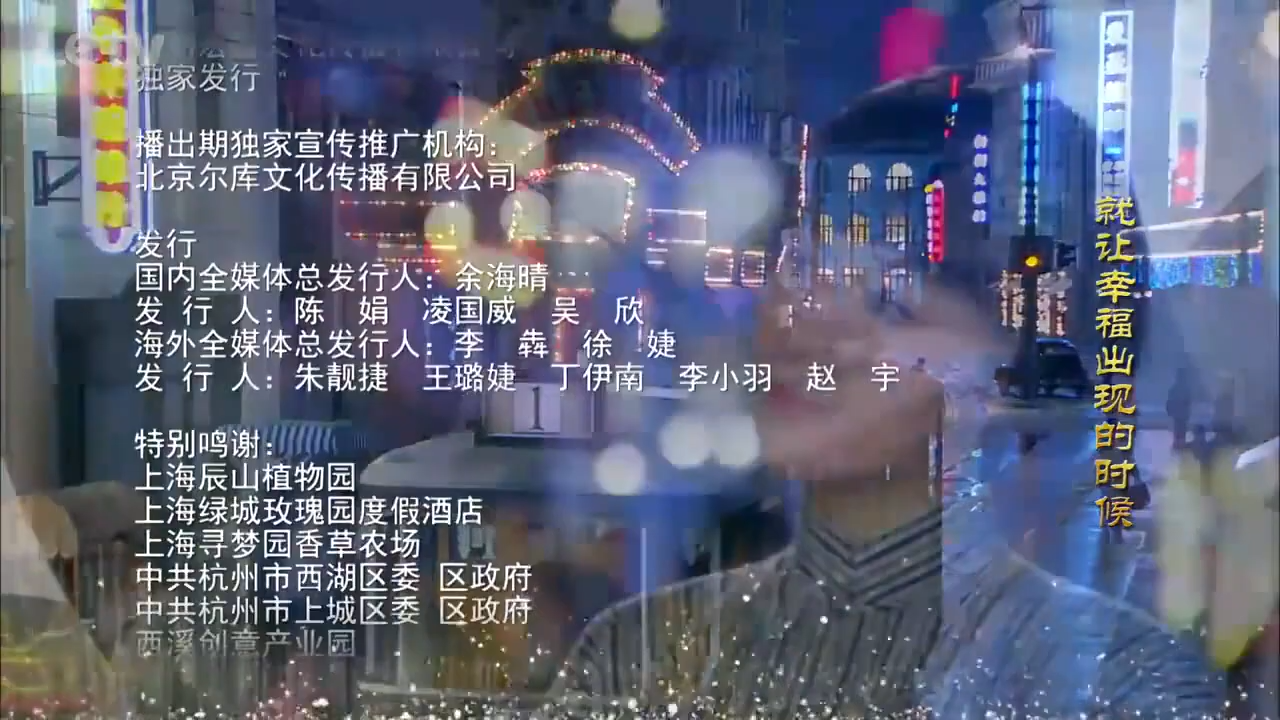 Letv
独家发行
播出期独家宣传推广机构：
北京尔库文化传播有限公司
发行
国内全媒体总发行人：余海晴
发 行 人：陈　娟　凌国威　吴　欣
海外全媒体总发行人：李　犇　徐　婕
发 行 人：朱靓捷　王璐婕　丁伊南　李小羽　赵　宇
特别鸣谢：
上海辰山植物园
上海绿城玫瑰园度假酒店
上海寻梦园香草农场
中共杭州市西湖区委 区政府
中共杭州市上城区委 区政府
西溪创意产业园
就让幸福出现的时候
1